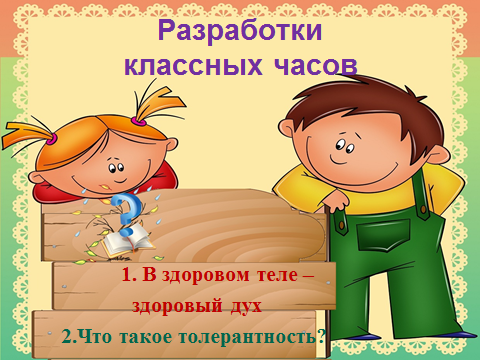 Разработки
классных часов
1. В здоровом теле –
здоровый дух
2.Что такое толерантность?